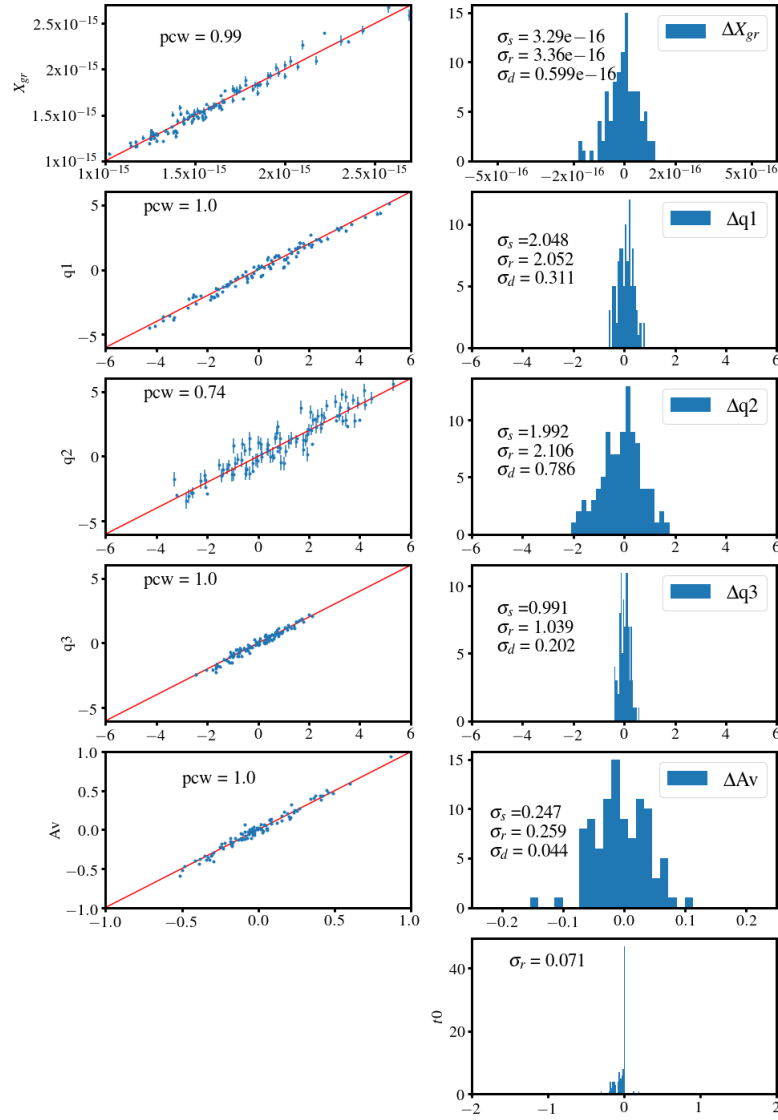 2.5x10⁻¹⁵
2x10⁻¹⁵
1.5x10⁻¹⁵
1x10⁻¹⁵
X_gr
pcw = 0.99
1x10⁻¹⁵ 1.5x10⁻¹⁵ 2x10⁻¹⁵ 2.5x10⁻¹⁵
15
10
5
0
σ_s = 3.29e−16
σ_r = 3.36e−16
σ_d = 0.599e−16
ΔX_gr
−5x10⁻¹⁶ −2x10⁻¹⁶ 0 2x10⁻¹⁶ 5x10⁻¹⁶
5
0
−5
q1
pcw = 1.0
−6 −4 −2 0 2 4 6
10
5
0
σ_s =2.048
σ_r = 2.052
σ_d = 0.311
Δq1
−6 −4 −2 0 2 4 6
5
0
−5
q2
pcw = 0.74
−6 −4 −2 0 2 4 6
10
5
0
σ_s =1.992
σ_r = 2.106
σ_d = 0.786
Δq2
−6 −4 −2 0 2 4 6
5
0
−5
q3
pcw = 1.0
−6 −4 −2 0 2 4 6
10
5
0
σ_s =0.991
σ_r = 1.039
σ_d = 0.202
Δq3
−6 −4 −2 0 2 4 6
1.0
0.5
0.0
−0.5
−1.0
Av
pcw = 1.0
−1.0 −0.5 0.0 0.5 1.0
15
10
5
0
σ_s =0.247
σ_r = 0.259
σ_d = 0.044
ΔAv
−0.2 −0.1 0.0 0.1 0.2
40
20
0
t0
σ_r = 0.071
−2 −1 0 1 2